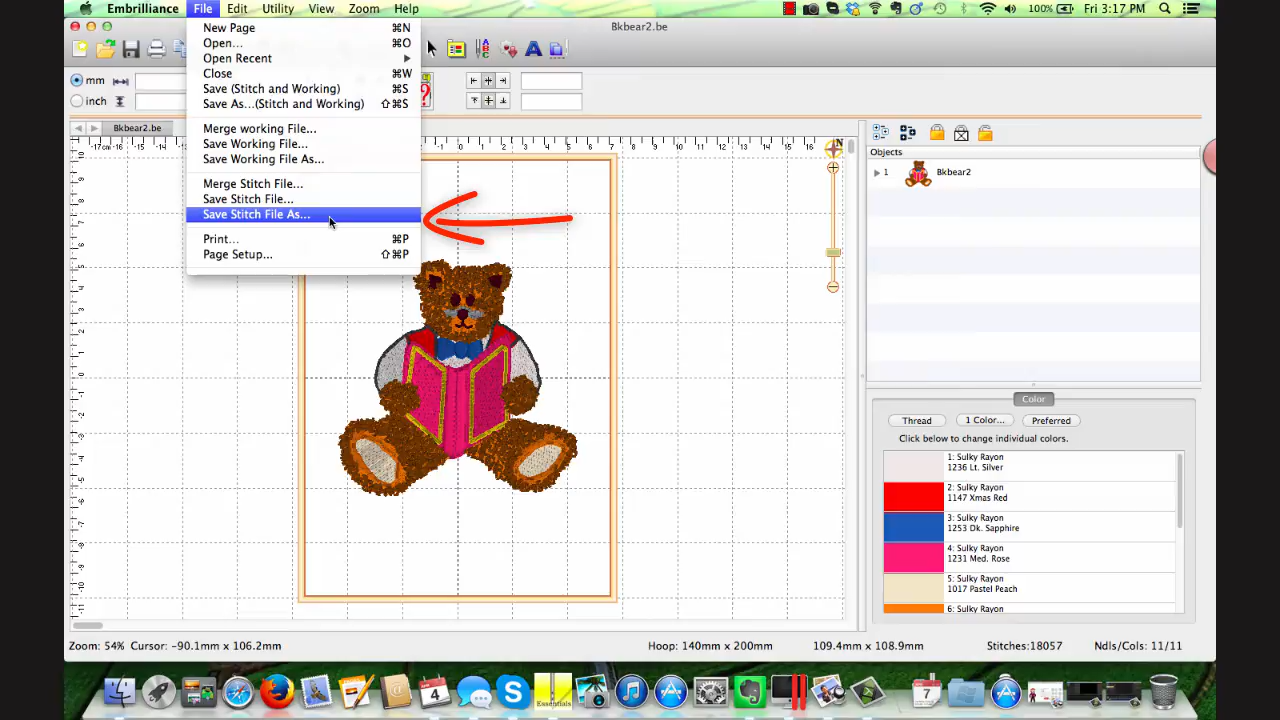 Embrilliance File Edit Utility View Zoom Help 100% Fri 3:17 PM
Bkbear2.be
New Page ⌘N
Open... ⌘O
Open Recent ▶
Close ⌘W
Save (Stitch and Working) ⌘S
Save As...(Stitch and Working) ⇧⌘S
Merge working File...
Save Working File...
Save Working File As...
Merge Stitch File...
Save Stitch File...
Save Stitch File As...
Print... ⌘P
Page Setup... ⇧⌘P
mm
inch
Bkbear2.be
N
Objects
1 Bkbear2
Color
Thread 1 Color... Preferred
Click below to change individual colors.
1: Sulky Rayon
1236 Lt. Silver
2: Sulky Rayon
1147 Xmas Red
3: Sulky Rayon
1253 Dk. Sapphire
4: Sulky Rayon
1231 Med. Rose
5: Sulky Rayon
1017 Pastel Peach
6: Sulky Rayon
Zoom: 54% Cursor: -90.1mm x 106.2mm Hoop: 140mm x 200mm 109.4mm x 108.9mm Stitches:18057 Ndls/Cols: 11/11
4
Essentials
7